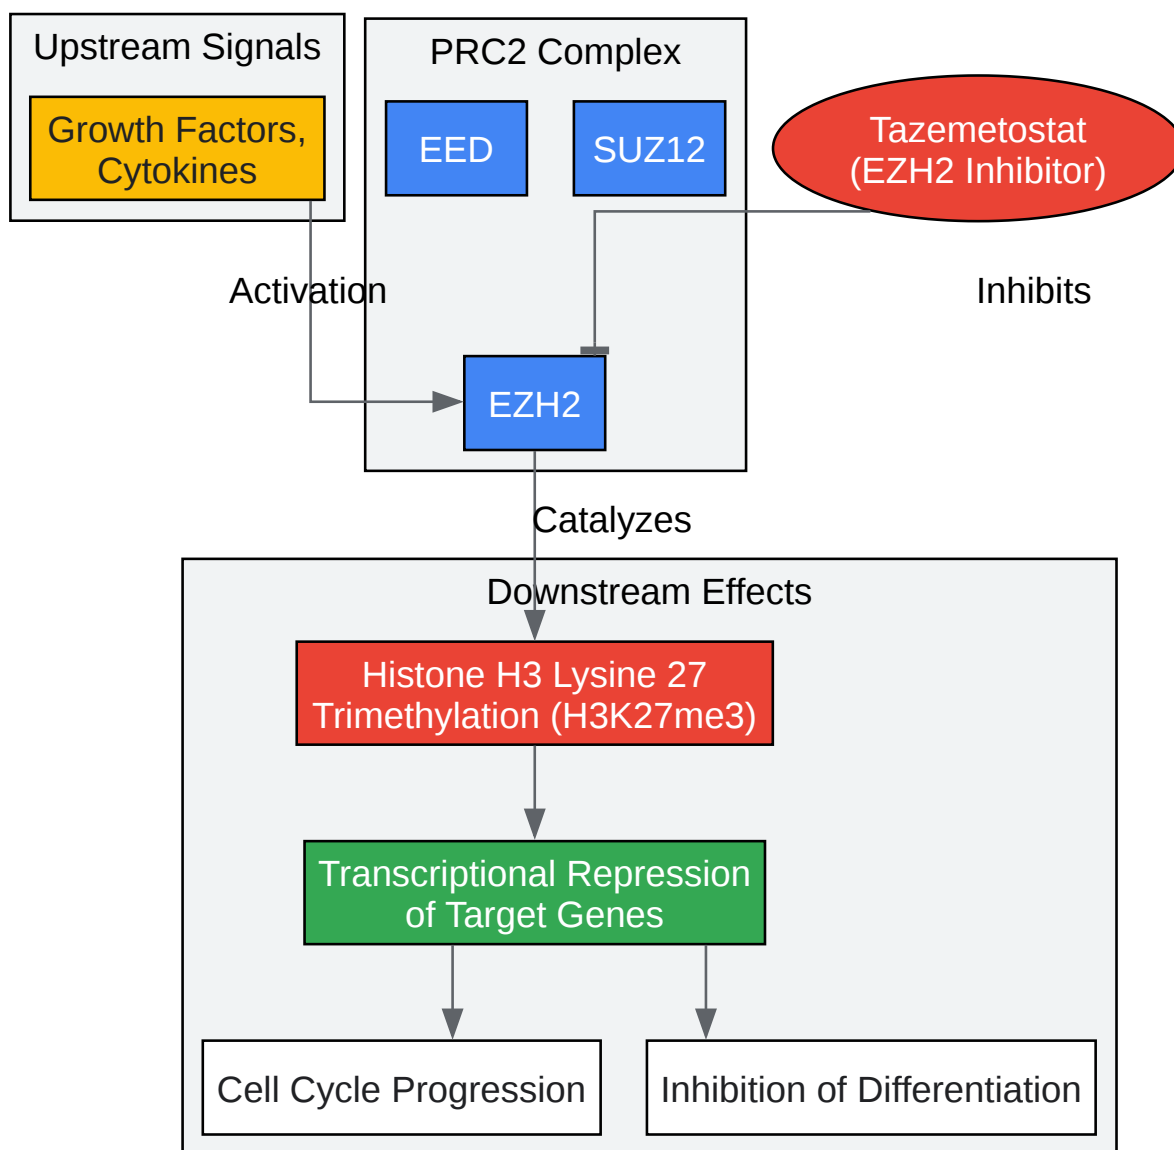 Upstream Signals
Growth Factors,
Cytokines
PRC2 Complex
EED
SUZ12
Tazemetostat
(EZH2 Inhibitor)
Activation
Inhibits
EZH2
Catalyzes
Downstream Effects
Histone H3 Lysine 27
Trimethylation (H3K27me3)
Transcriptional Repression
of Target Genes
Cell Cycle Progression
Inhibition of Differentiation